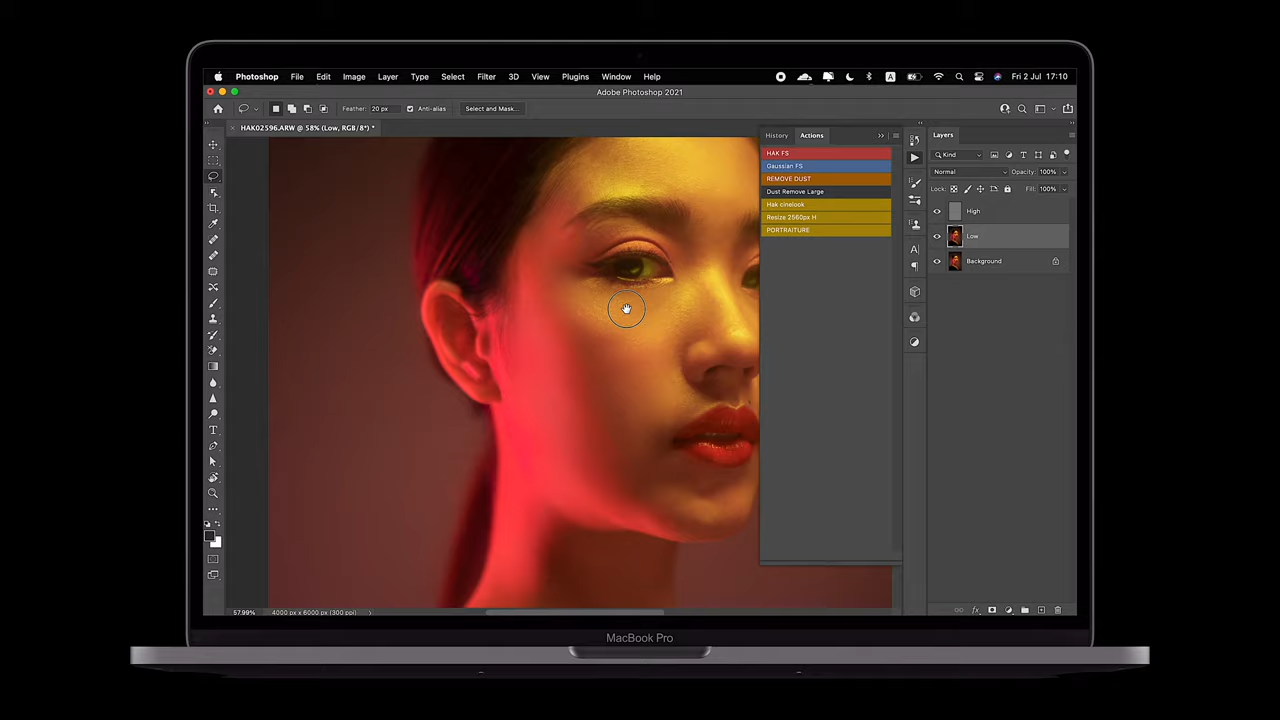 Photoshop File Edit Image Layer Type Select Filter 3D View Plugins Window Help A Fri 2 Jul 17:10
Adobe Photoshop 2021
Feather: 20 px Anti-alias Select and Mask...
HAK02596.ARW @ 58% (Low, RGB/8*) *
History Actions
HAK FS
Gaussian FS
REMOVE DUST
Dust Remove Large
Hak cinelook
Resize 2560px H
PORTRAITURE
Layers
Kind
Normal Opacity: 100%
Lock: Fill: 100%
High
Low
Background
57.99% 4000 px x 6000 px (300 ppi)
MacBook Pro